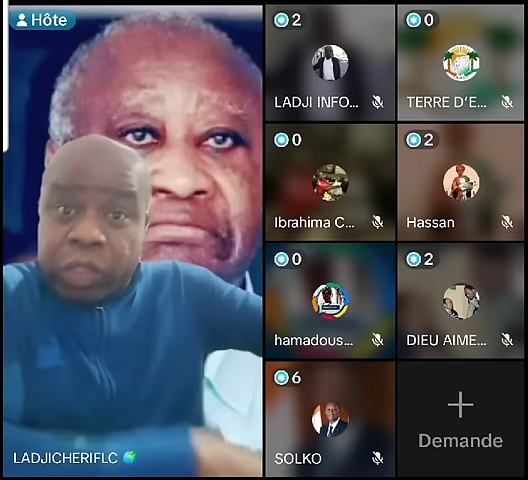 Hôte
LADJICHERIFLC
2
LADJI INFO...
0
TERRE D'E...
0
Ibrahima C...
2
Hassan
0
hamadous...
2
DIEU AIME...
6
SOLKO
+
Demande